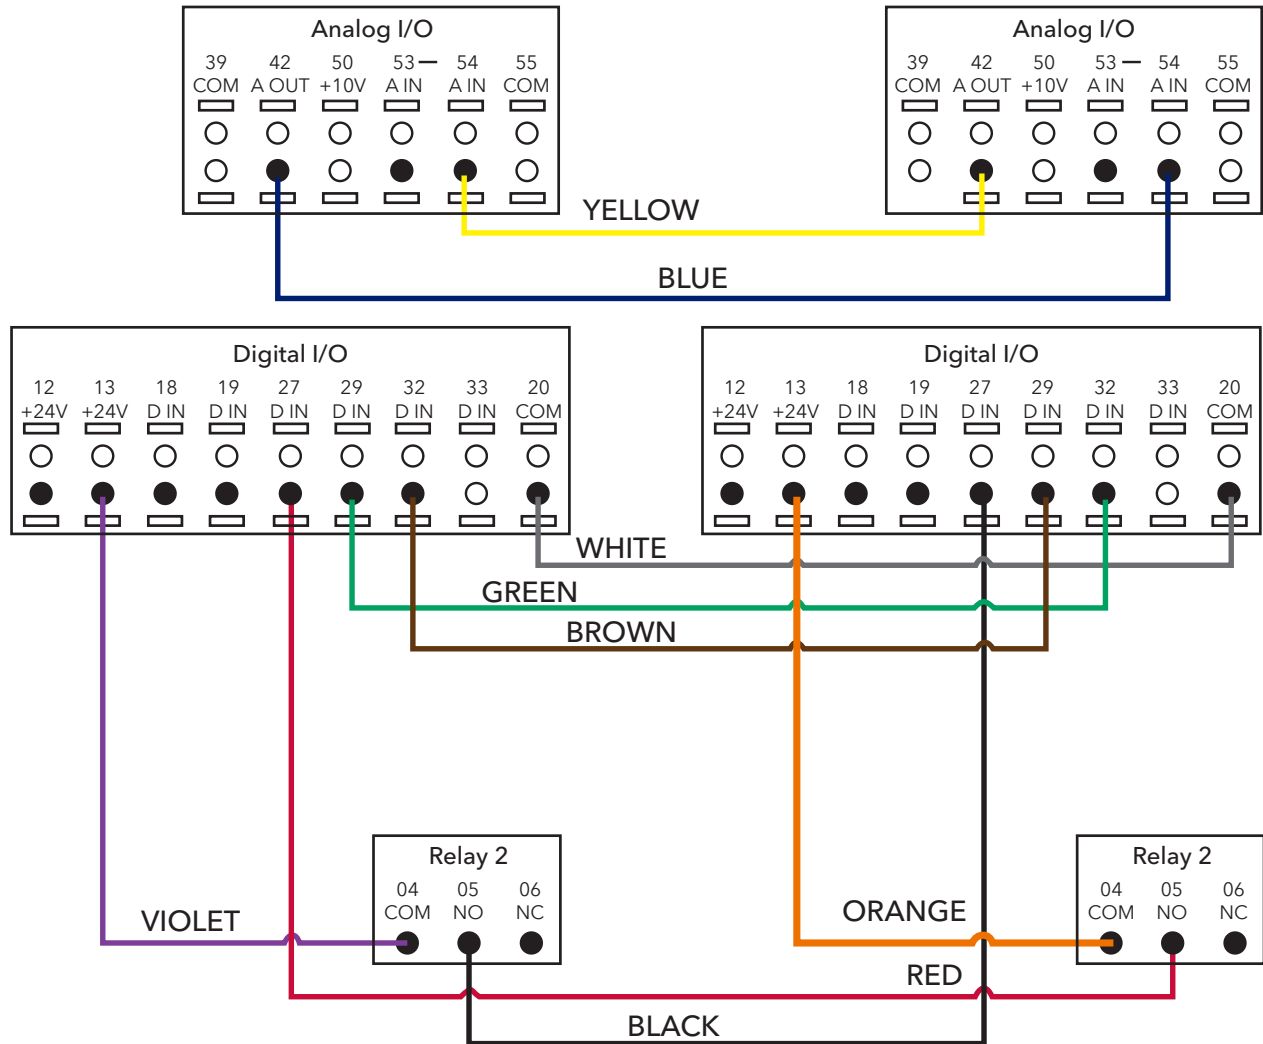 Analog I/O
39 42 50 53 — 54 55
COM A OUT +10V A IN A IN COM
Analog I/O
39 42 50 53 — 54 55
COM A OUT +10V A IN A IN COM
YELLOW
BLUE
Digital I/O
12 13 18 19 27 29 32 33 20
+24V +24V D IN D IN D IN D IN D IN D IN COM
Digital I/O
12 13 18 19 27 29 32 33 20
+24V +24V D IN D IN D IN D IN D IN D IN COM
WHITE
GREEN
BROWN
Relay 2
04 05 06
COM NO NC
Relay 2
04 05 06
COM NO NC
VIOLET
ORANGE
RED
BLACK